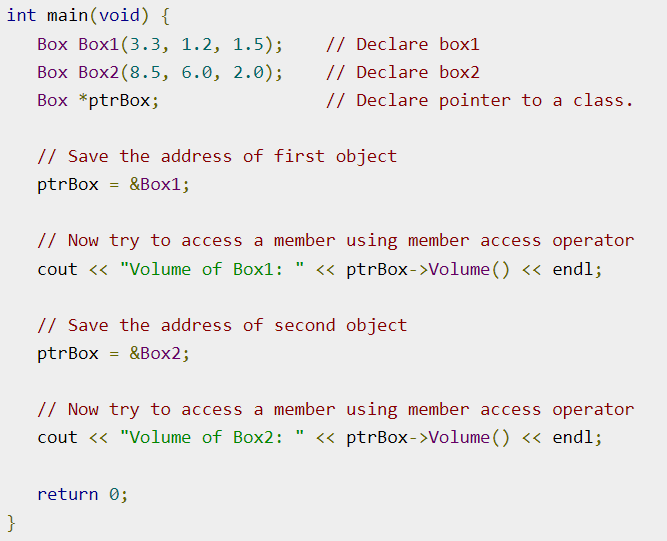 int main(void) {
   Box Box1(3.3, 1.2, 1.5);    // Declare box1
   Box Box2(8.5, 6.0, 2.0);    // Declare box2
   Box *ptrBox;                // Declare pointer to a class.

   // Save the address of first object
   ptrBox = &Box1;

   // Now try to access a member using member access operator
   cout << "Volume of Box1: " << ptrBox->Volume() << endl;

   // Save the address of second object
   ptrBox = &Box2;

   // Now try to access a member using member access operator
   cout << "Volume of Box2: " << ptrBox->Volume() << endl;

   return 0;
}